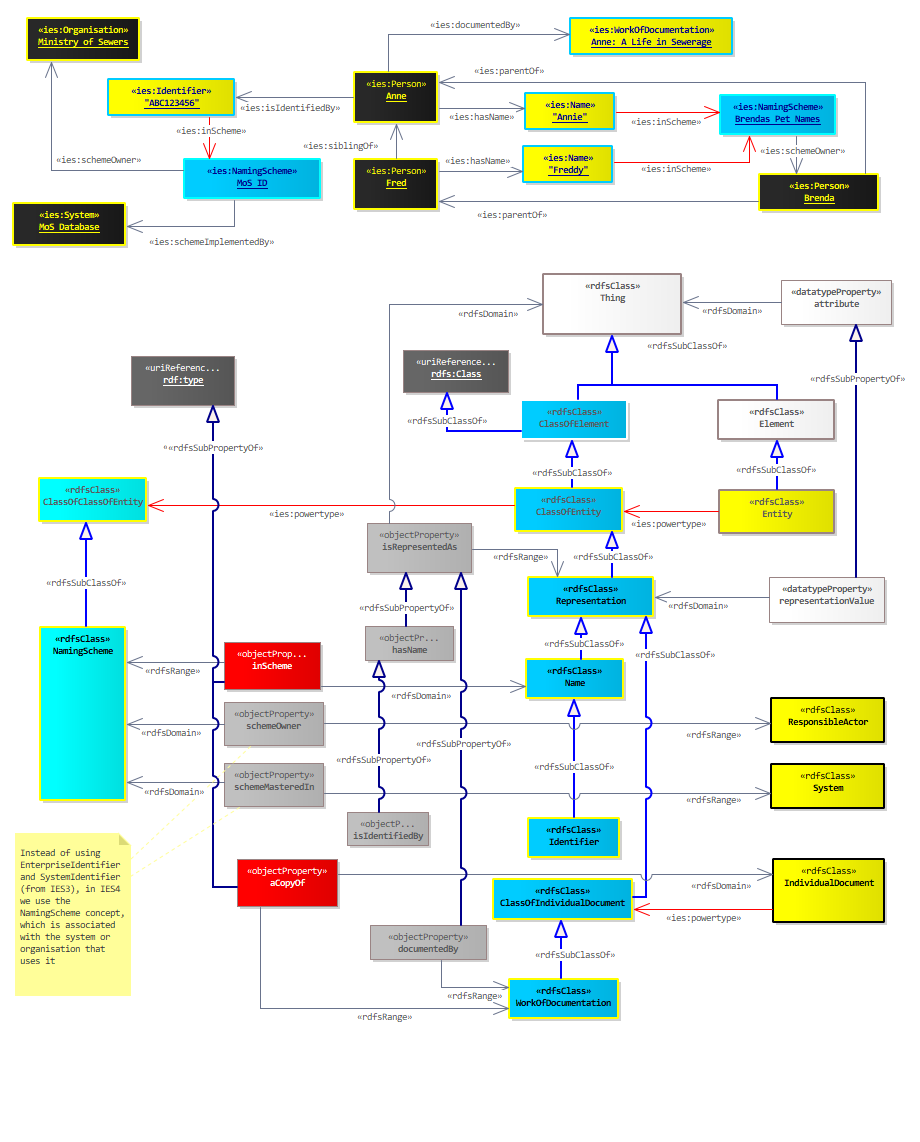 «ies:Organisation»
Ministry of Sewers
«ies:documentedBy»
«ies:WorkOfDocumentation»
Anne: A Life in Sewerage
«ies:parentOf»
«ies:Person»
Anne
«ies:Identifier»
"ABC123456"
«ies:isIdentifiedBy»
«ies:hasName»
«ies:Name»
"Annie"
«ies:inScheme»
«ies:NamingScheme»
Brendas Pet Names
«ies:inScheme»
«ies:siblingOf»
«ies:schemeOwner»
«ies:schemeOwner»
«ies:NamingScheme»
MoS ID
«ies:Person»
Fred
«ies:hasName»
«ies:Name»
"Freddy"
«ies:inScheme»
«ies:Person»
Brenda
«ies:parentOf»
«ies:System»
MoS Database
«ies:schemeImplementedBy»
«rdfsClass»
Thing
«rdfsDomain»
«rdfsDomain»
«datatypeProperty»
attribute
«rdfsSubClassOf»
«uriReferenc...
rdf:type
«uriReference...
rdfs:Class
«rdfsSubPropertyOf»
«rdfsClass»
ClassOfElement
«rdfsClass»
Element
«rdfsSubClassOf»
«rdfsSubPropertyOf»
«rdfsSubClassOf»
«rdfsSubClassOf»
«rdfsClass»
ClassOfClassOfEntity
«ies:powertype»
«rdfsClass»
ClassOfEntity
«ies:powertype»
«rdfsClass»
Entity
«objectProperty»
isRepresentedAs
«rdfsRange»
«rdfsSubClassOf»
«rdfsSubClassOf»
«rdfsClass»
Representation
«rdfsDomain»
«datatypeProperty»
representationValue
«rdfsSubPropertyOf»
«rdfsClass»
NamingScheme
«objectPr...
hasName
«rdfsSubClassOf»
«rdfsSubClassOf»
«objectProp...
inScheme
«rdfsRange»
«rdfsDomain»
«rdfsClass»
Name
«objectProperty»
schemeOwner
«rdfsDomain»
«rdfsRange»
«rdfsClass»
ResponsibleActor
«rdfsSubPropertyOf»
«rdfsSubPropertyOf»
«rdfsSubClassOf»
«objectProperty»
schemeMasteredIn
«rdfsDomain»
«rdfsRange»
«rdfsClass»
System
«objectP...
isIdentifiedBy
«rdfsClass»
Identifier
Instead of using
EnterpriseIdentifier
and SystemIdentifier
(from IES3), in IES4
we use the
NamingScheme concept,
which is associated
with the system or
organisation that
uses it
«objectProperty»
aCopyOf
«rdfsDomain»
«rdfsClass»
IndividualDocument
«rdfsClass»
ClassOfIndividualDocument
«ies:powertype»
«objectProperty»
documentedBy
«rdfsSubClassOf»
«rdfsRange»
«rdfsClass»
WorkOfDocumentation
«rdfsRange»